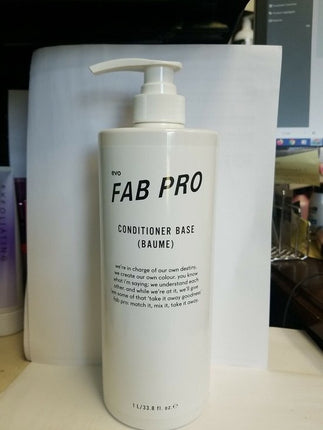 evo
FAB PRO
CONDITIONER BASE
(BAUME)
we're in charge of our own destiny,
we create our own colour. you know
what I'm saying; we understand each
other. and while we're at it, we'll give
you some of that 'take it away goodness'
fab pro: match it, mix it, take it away.
1 L/33.8 fl. oz. e
EXFOLIATING